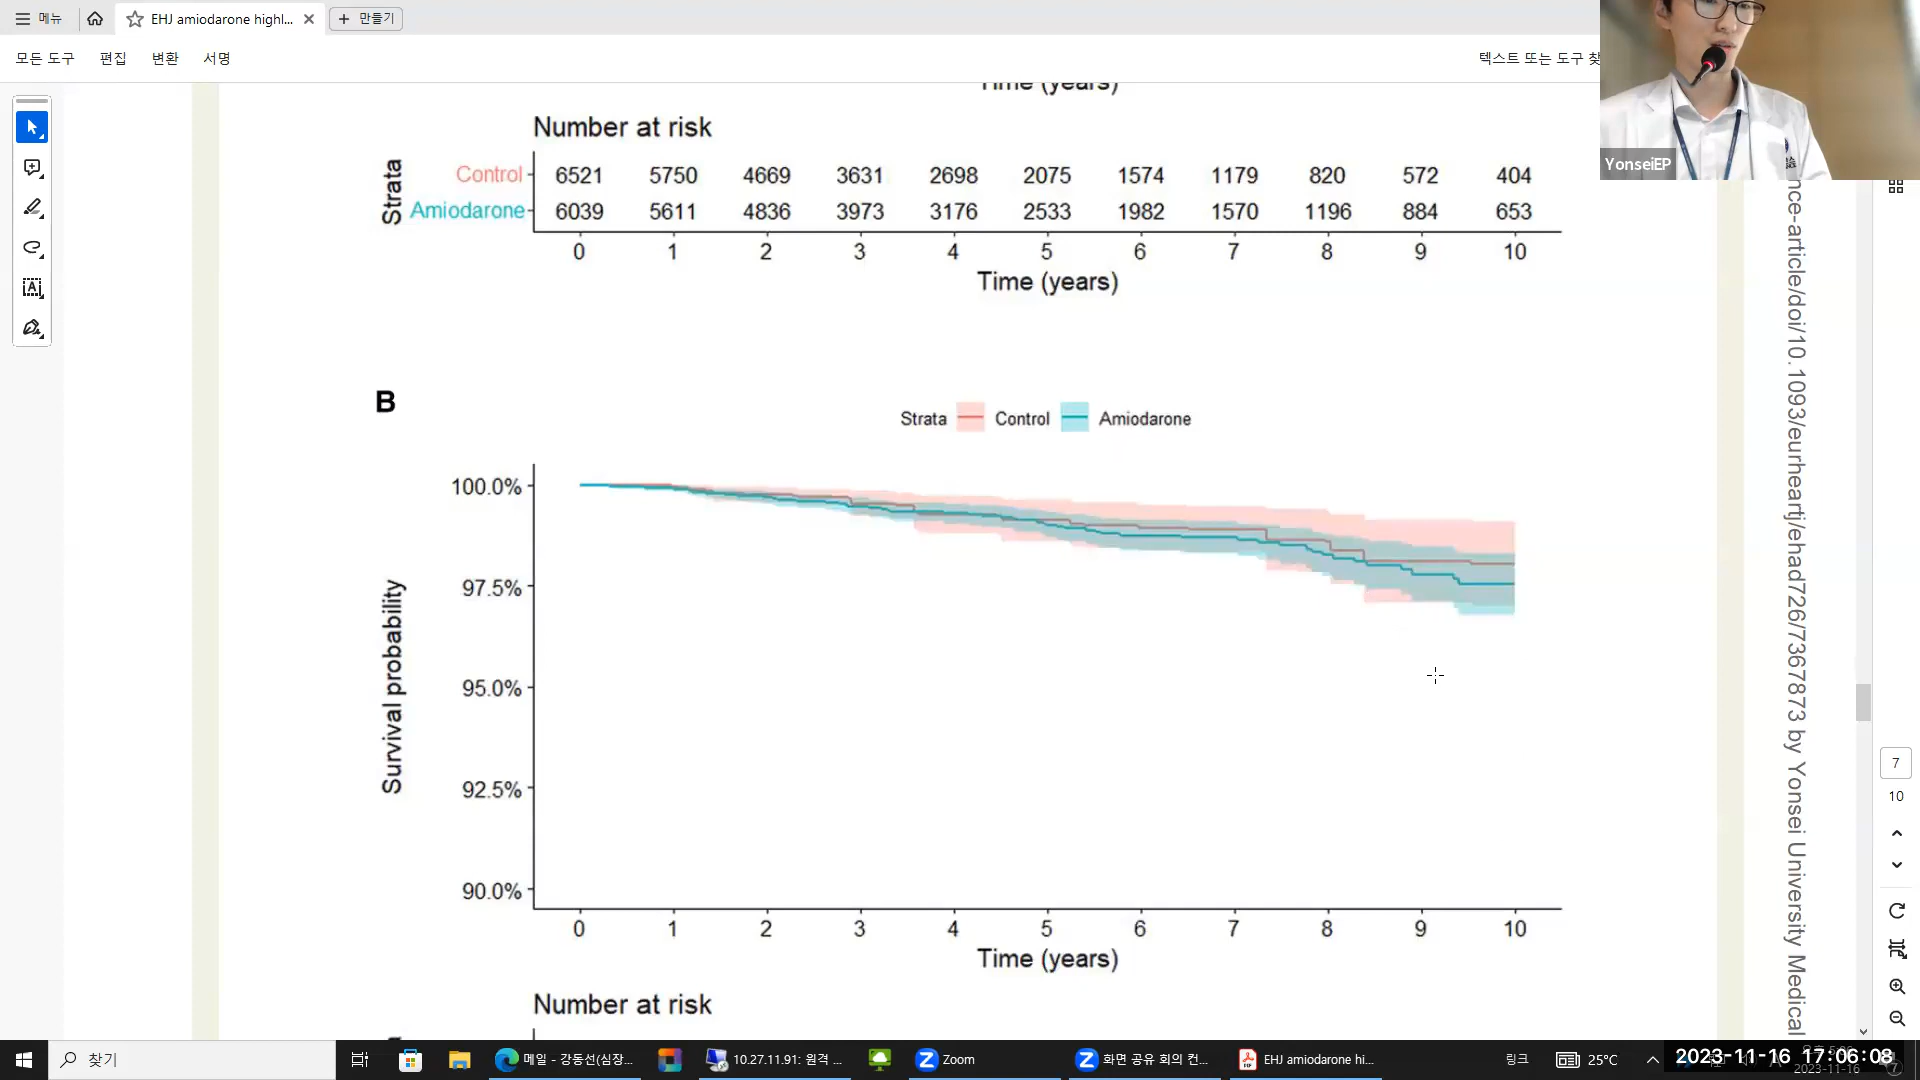 메뉴
EHJ amiodarone highl...
만들기
모든 도구 편집 변환 서명
텍스트 또는 도구 찾
YonseiEP
Time (years)
Number at risk
Strata
Control 6521 5750 4669 3631 2698 2075 1574 1179 820 572 404
Amiodarone 6039 5611 4836 3973 3176 2533 1982 1570 1196 884 653
0 1 2 3 4 5 6 7 8 9 10
Time (years)
B
Strata Control Amiodarone
Survival probability
100.0%
97.5%
95.0%
92.5%
90.0%
0 1 2 3 4 5 6 7 8 9 10
Time (years)
Number at risk
nce-article/doi/10.1093/eurheartj/ehad726/7367873 by Yonsei University Medical
7
10
찾기
메일 - 강동선(심장...
10.27.11.91: 원격 ...
Zoom
화면 공유 회의 컨...
EHJ amiodarone hi...
링크
25°C
2023-11-16 17:06:08
2023-11-16